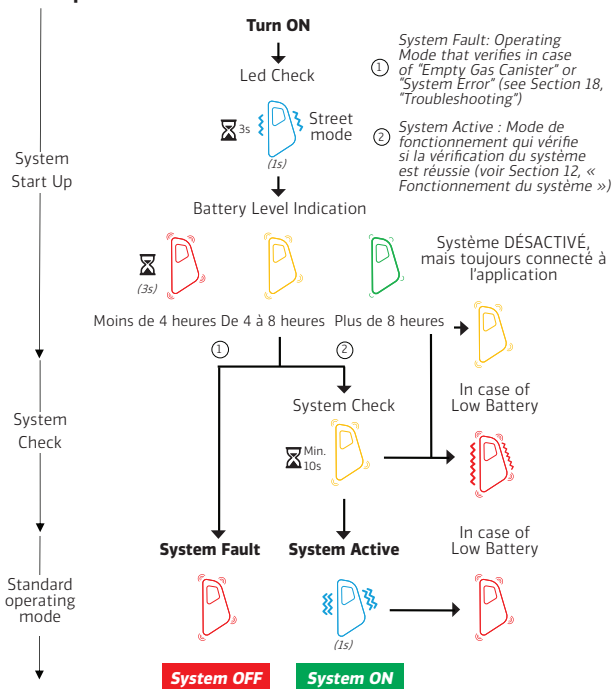 Turn ON
Led Check
3s
Street
mode
(1s)
1
System Fault: Operating
Mode that verifies in case
of "Empty Gas Canister" or
"System Error" (see Section 18,
"Troubleshooting")
2
System Active : Mode de
fonctionnement qui vérifie
si la vérification du système
est réussie (voir Section 12, «
Fonctionnement du système »)
System
Start Up
Battery Level Indication
(3s)
Système DÉSACTIVÉ,
mais toujours connecté à
l'application
Moins de 4 heures
De 4 à 8 heures
Plus de 8 heures
1
2
System
Check
System Check
Min.
10s
In case of
Low Battery
System Fault
System Active
In case of
Low Battery
Standard
operating
mode
(1s)
System OFF
System ON